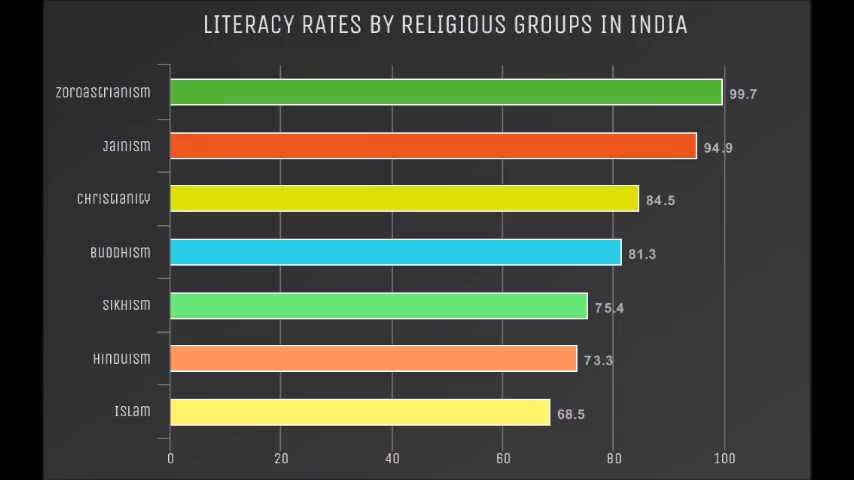 LITERACY RATES BY RELIGIOUS GROUPS IN INDIA
Zoroastrianism 99.7
Jainism 94.9
Christianity 84.5
Buddhism 81.3
Sikhism 75.4
Hinduism 73.3
Islam 68.5
0 20 40 60 80 100